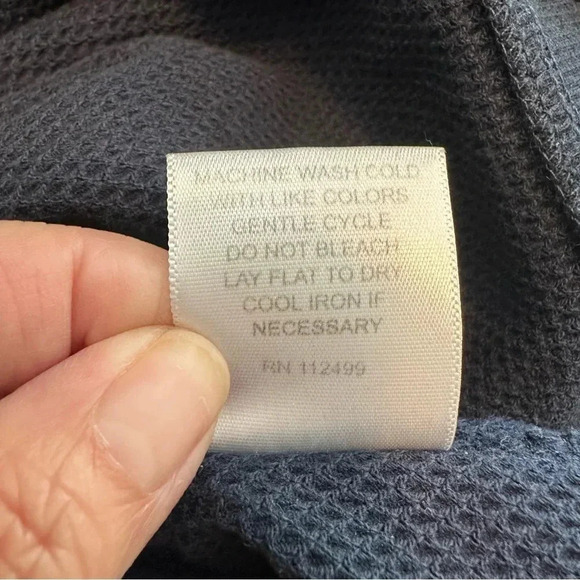 MACHINE WASH COLD
WITH LIKE COLORS
GENTLE CYCLE
DO NOT BLEACH
LAY FLAT TO DRY
COOL IRON IF
NECESSARY
RN 112499